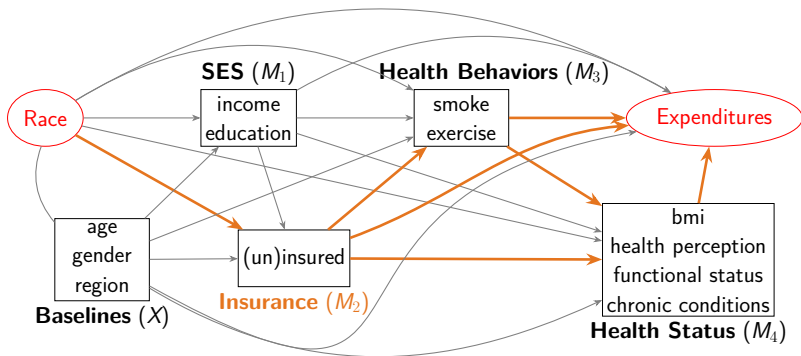 SES (M₁)
Health Behaviors (M₃)
Race
income
education
smoke
exercise
Expenditures
age
gender
region
Baselines (X)
(un)insured
Insurance (M₂)
bmi
health perception
functional status
chronic conditions
Health Status (M₄)